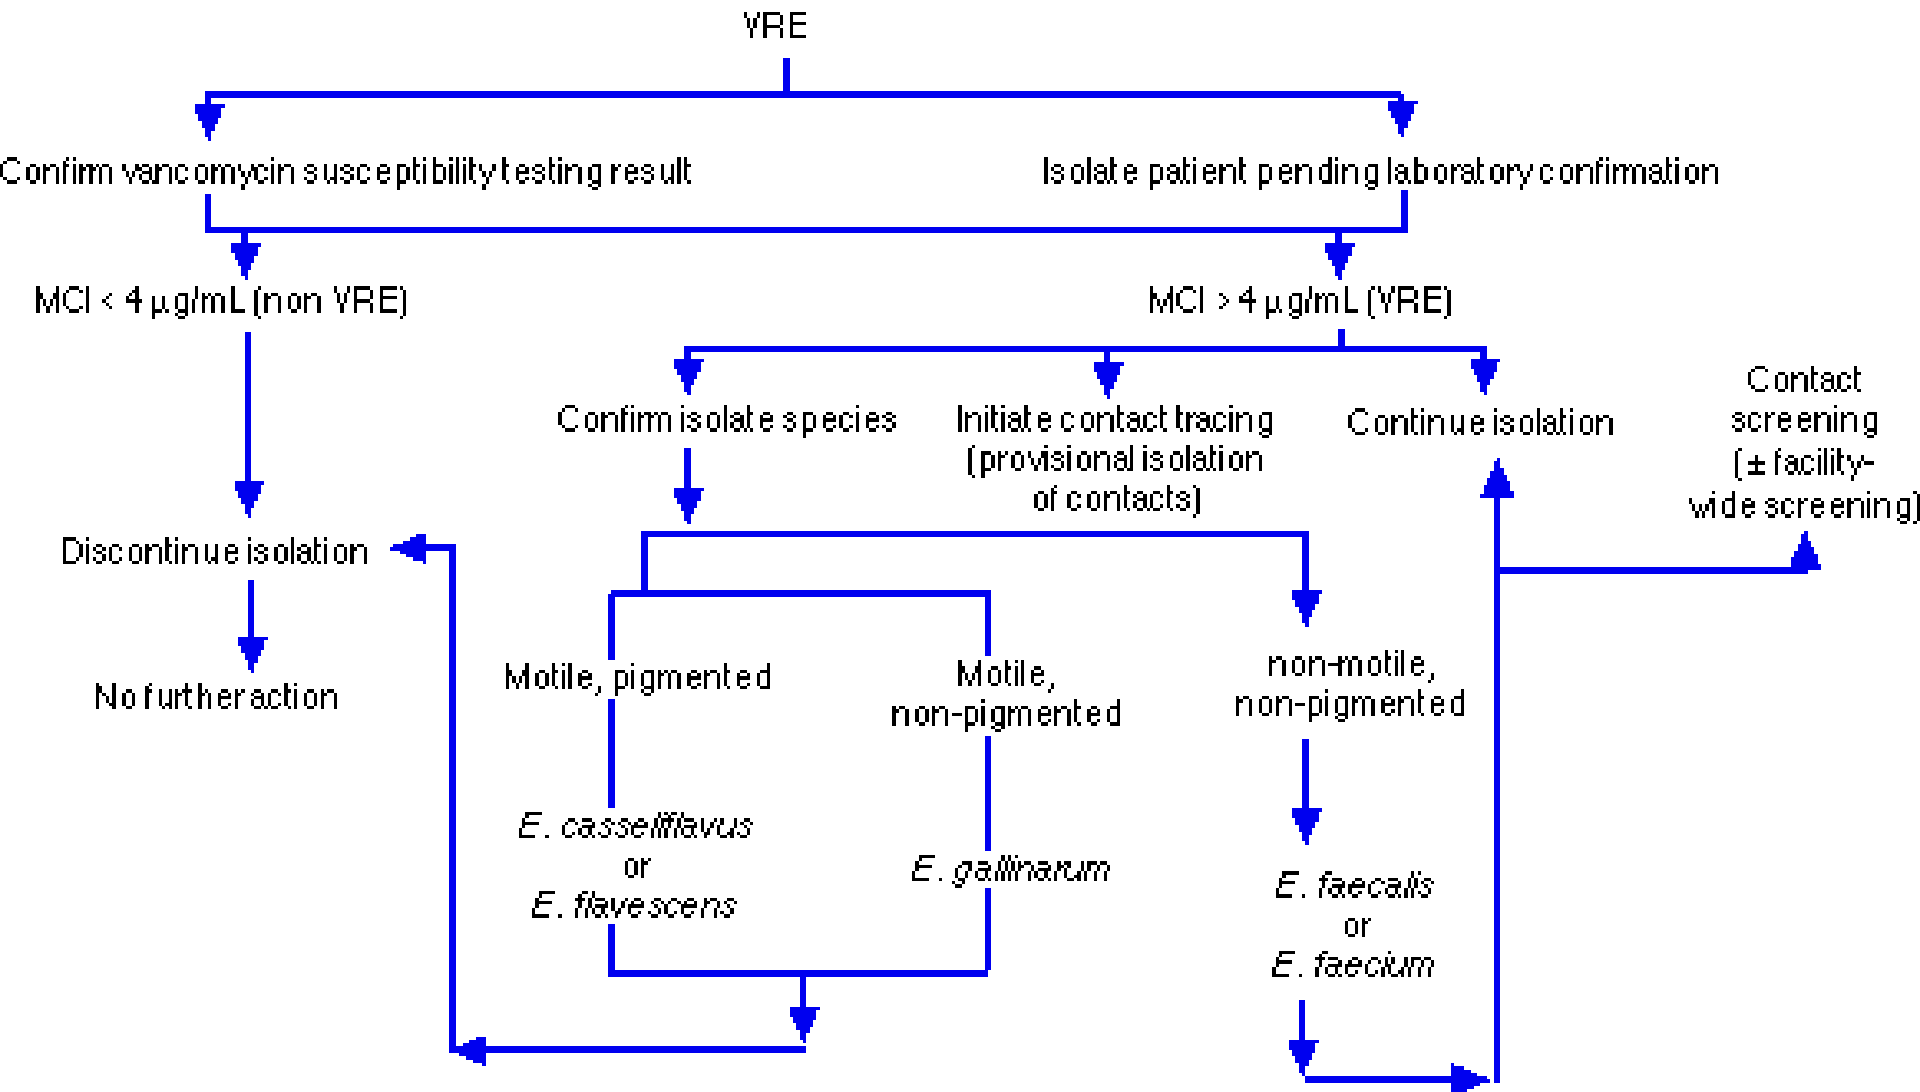 VRE
Confirm vancomycin susceptibility testing result
Isolate patient pending laboratory confirmation
MCI < 4 µg/mL (non VRE)
MCI > 4 µg/mL (VRE)
Confirm isolate species
Initiate contact tracing
(provisional isolation
of contacts)
Continue isolation
Contact
screening
(± facility-
wide screening)
Discontinue isolation
No further action
Motile, pigmented
Motile,
non-pigmented
non-motile,
non-pigmented
E. casseliflavus
or
E. flavescens
E. gallinarum
E. faecalis
or
E. faecium